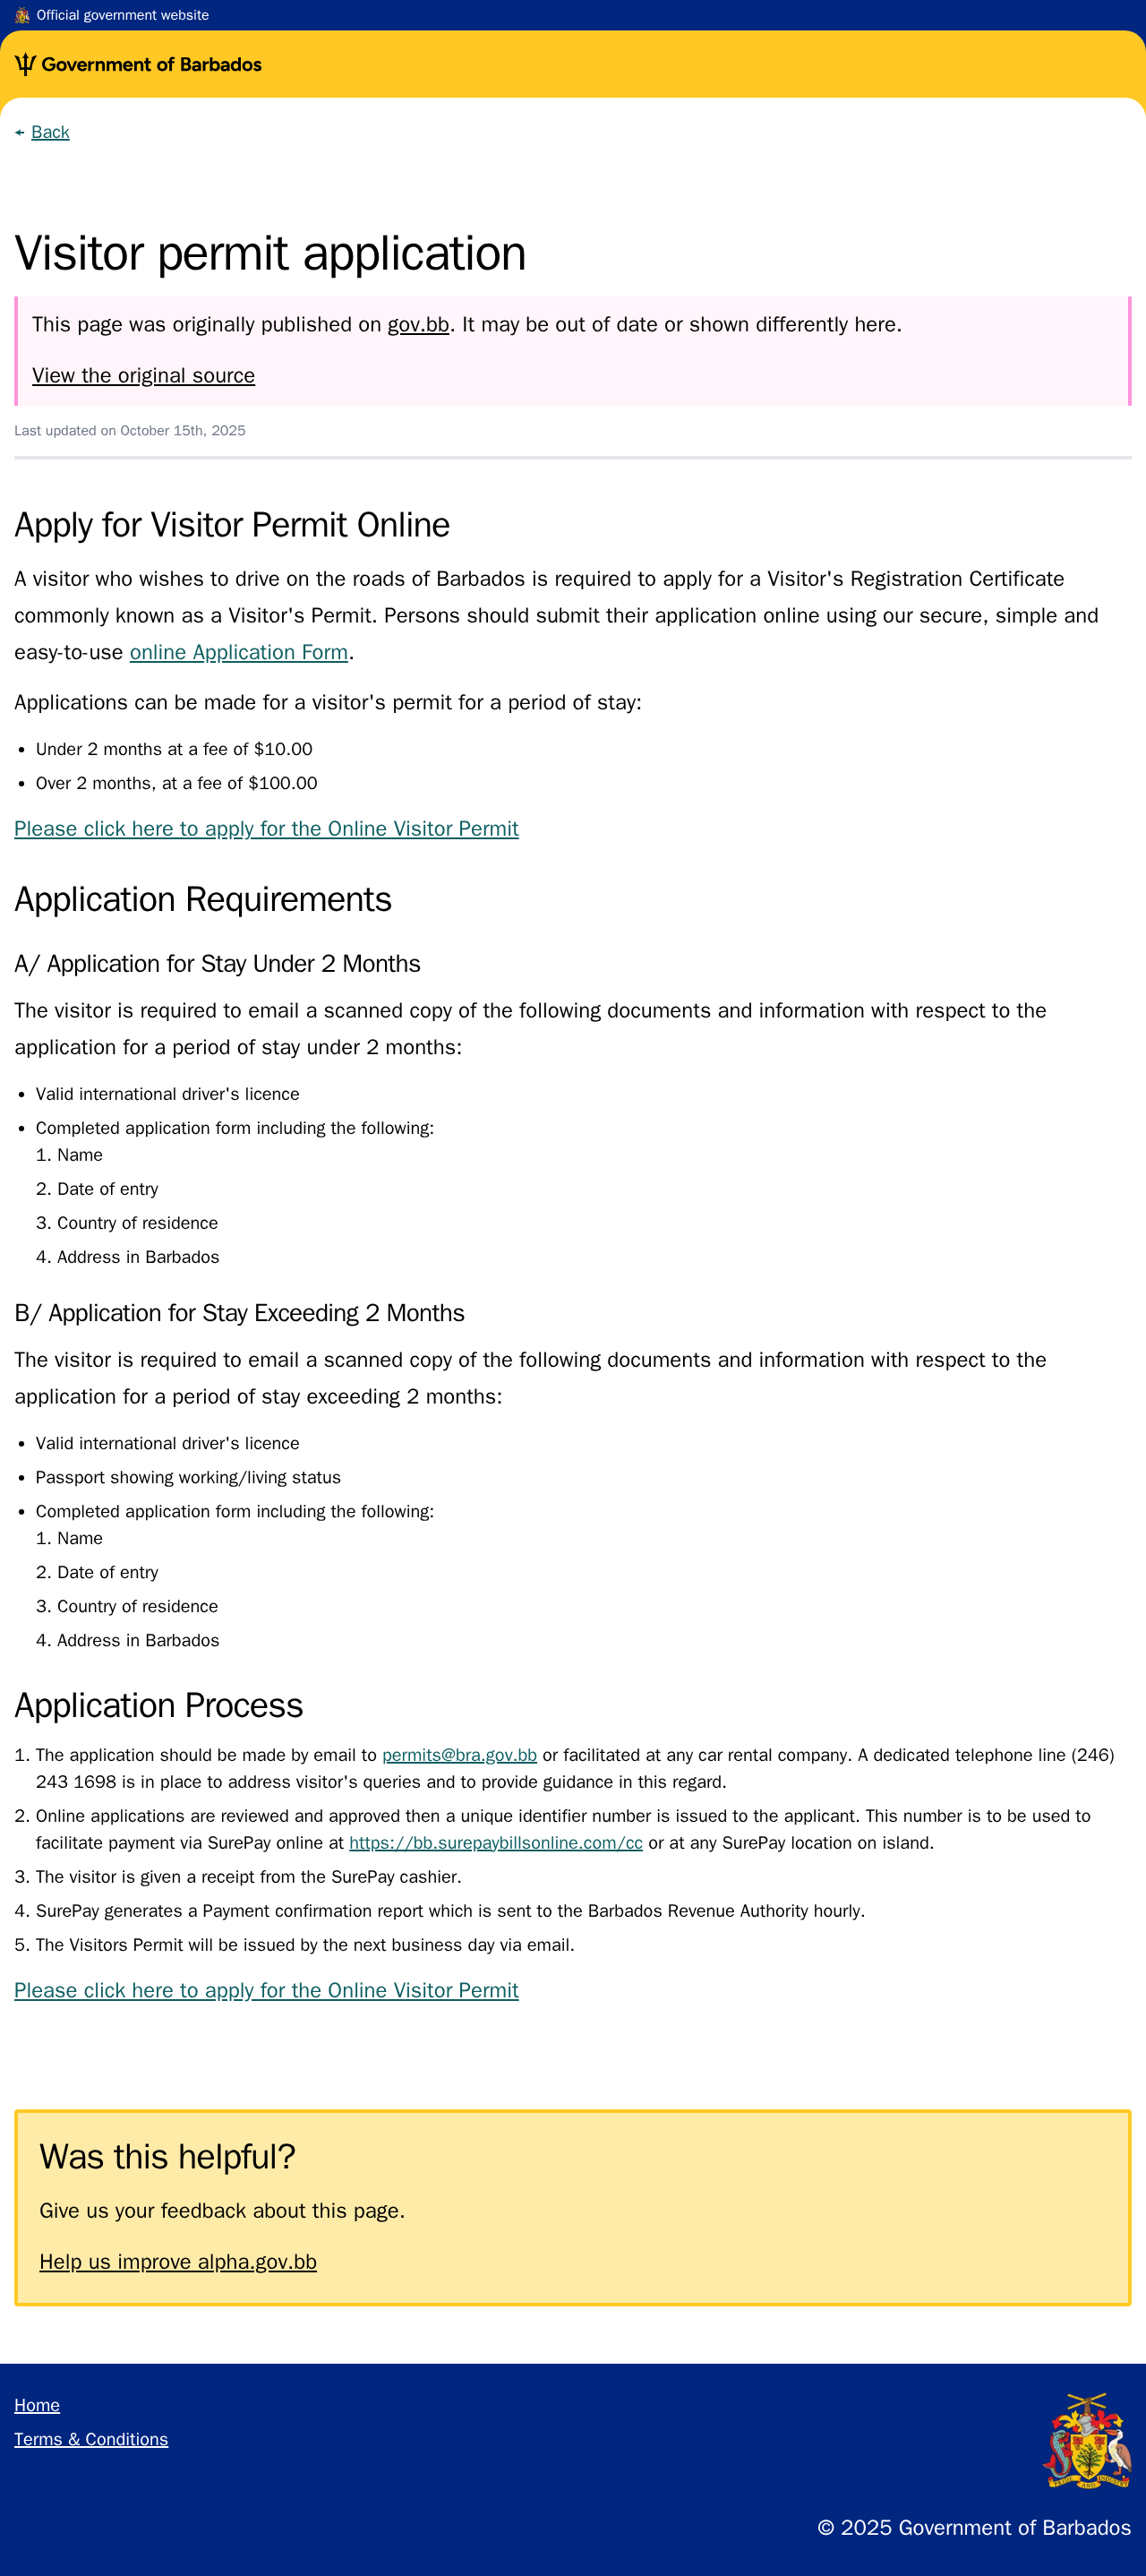 Official government website
Government of Barbados
Back
Visitor permit application
This page was originally published on gov.bb. It may be out of date or shown differently here.
View the original source
Last updated on October 15th, 2025
Apply for Visitor Permit Online
A visitor who wishes to drive on the roads of Barbados is required to apply for a Visitor's Registration Certificate
commonly known as a Visitor's Permit. Persons should submit their application online using our secure, simple and
easy-to-use online Application Form.
Applications can be made for a visitor's permit for a period of stay:
• Under 2 months at a fee of $10.00
• Over 2 months, at a fee of $100.00
Please click here to apply for the Online Visitor Permit
Application Requirements
A/ Application for Stay Under 2 Months
The visitor is required to email a scanned copy of the following documents and information with respect to the
application for a period of stay under 2 months:
• Valid international driver's licence
• Completed application form including the following:
1. Name
2. Date of entry
3. Country of residence
4. Address in Barbados
B/ Application for Stay Exceeding 2 Months
The visitor is required to email a scanned copy of the following documents and information with respect to the
application for a period of stay exceeding 2 months:
• Valid international driver's licence
• Passport showing working/living status
• Completed application form including the following:
1. Name
2. Date of entry
3. Country of residence
4. Address in Barbados
Application Process
1. The application should be made by email to permits@bra.gov.bb or facilitated at any car rental company. A dedicated telephone line (246)
243 1698 is in place to address visitor's queries and to provide guidance in this regard.
2. Online applications are reviewed and approved then a unique identifier number is issued to the applicant. This number is to be used to
facilitate payment via SurePay online at https://bb.surepaybillsonline.com/cc or at any SurePay location on island.
3. The visitor is given a receipt from the SurePay cashier.
4. SurePay generates a Payment confirmation report which is sent to the Barbados Revenue Authority hourly.
5. The Visitors Permit will be issued by the next business day via email.
Please click here to apply for the Online Visitor Permit
Was this helpful?
Give us your feedback about this page.
Help us improve alpha.gov.bb
Home
Terms & Conditions
PRIDE AND INDUSTRY
© 2025 Government of Barbados